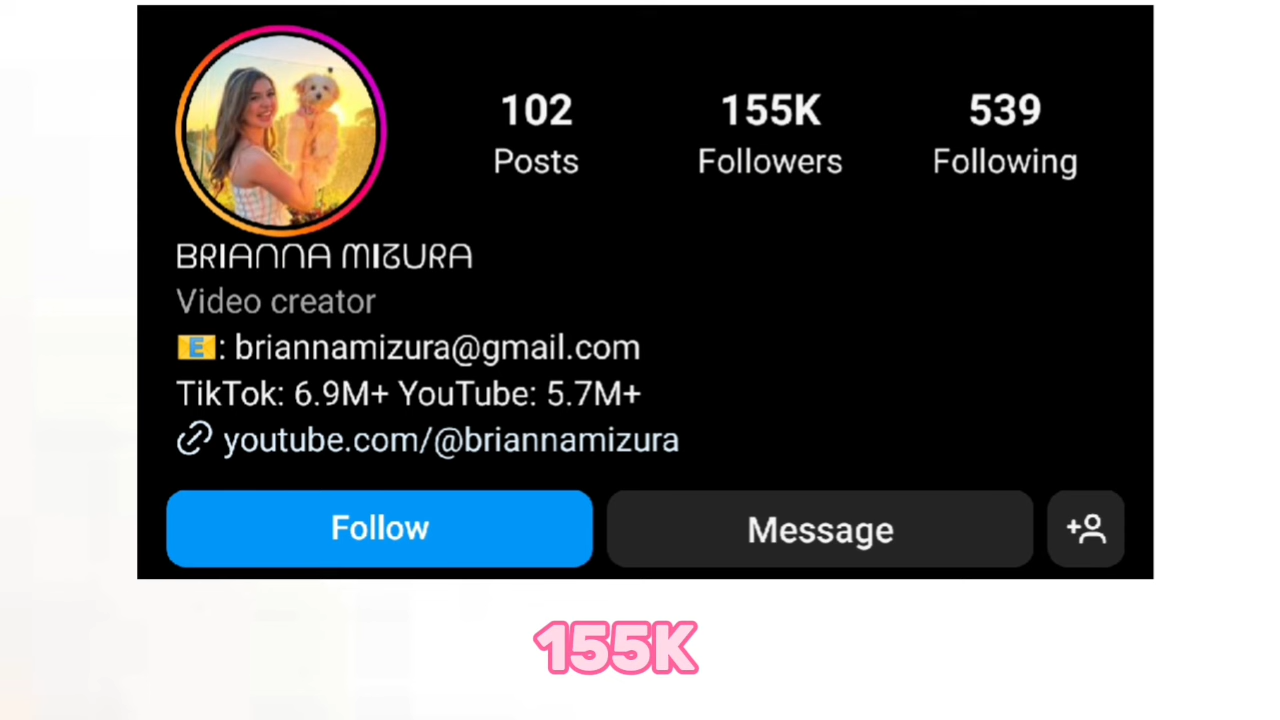 102 155K 539
Posts Followers Following
BRIANNA MIZURA
Video creator
📧: briannamizura@gmail.com
TikTok: 6.9M+ YouTube: 5.7M+
youtube.com/@briannamizura
Follow Message
155K